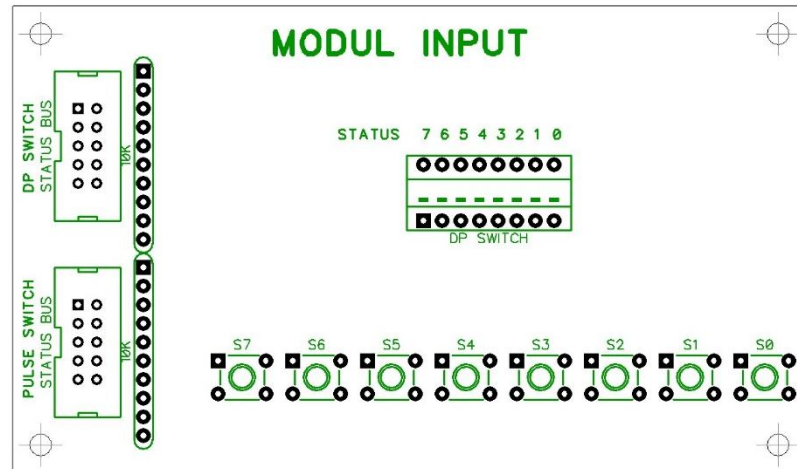 MODUL INPUT
DP SWITCH
STATUS BUS
10K
STATUS 7 6 5 4 3 2 1 0
DP SWITCH
PULSE SWITCH
STATUS BUS
10K
S7 S6 S5 S4 S3 S2 S1 S0